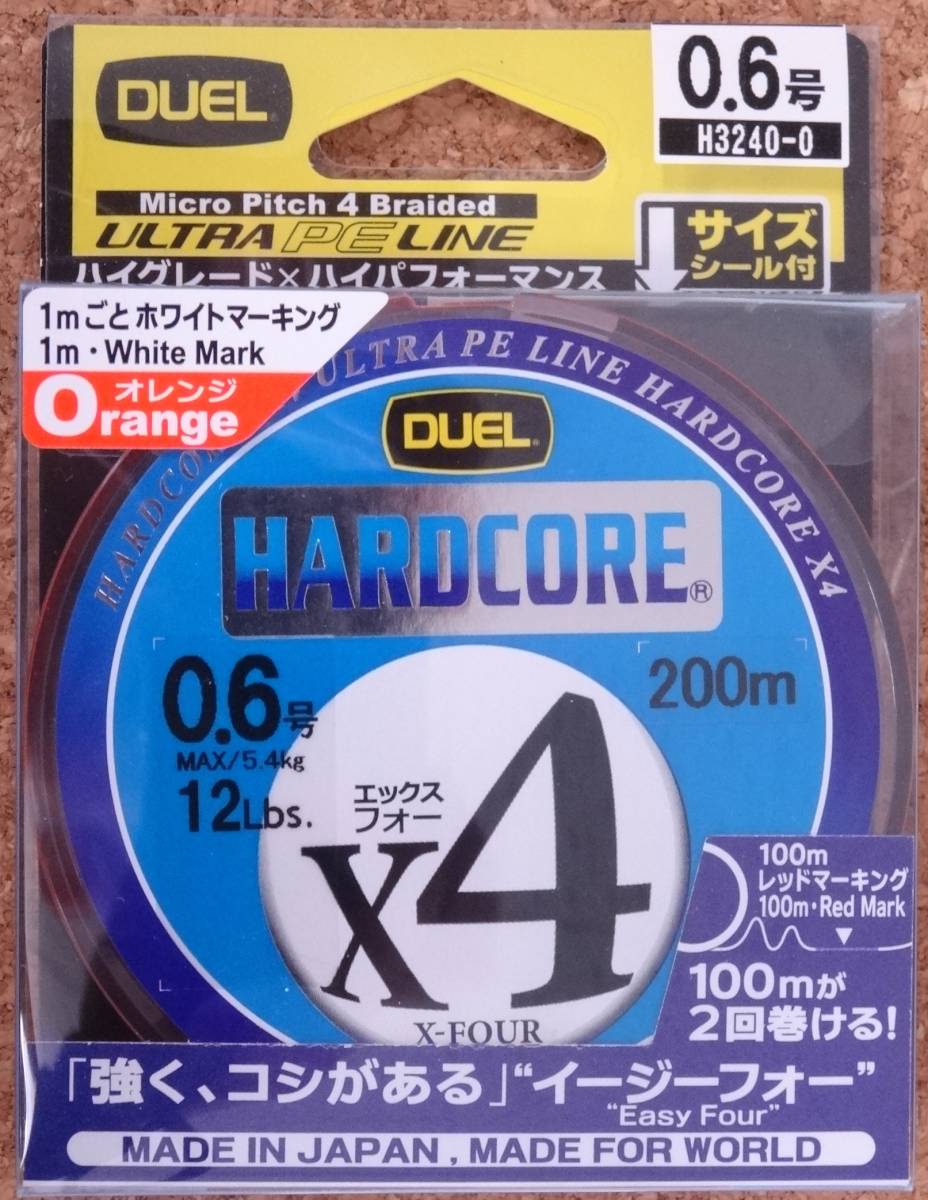 DUEL
0.6号
H3240-0
Micro Pitch 4 Braided
ULTRA PE LINE
ハイグレード×ハイパフォーマンス
サイズ
シール付
1mごとホワイトマーキング
1m・White Mark
オレンジ
Orange
ULTRA PE LINE HARDCORE X4
DUEL
HARDCORE®
0.6号
MAX/5.4kg
12Lbs.
200m
エックス
フォー
X4
X-FOUR
100m
レッドマーキング
100m・Red Mark
100mが
2回巻ける!
「強く、コシがある」“イージーフォー”
“Easy Four”
MADE IN JAPAN , MADE FOR WORLD